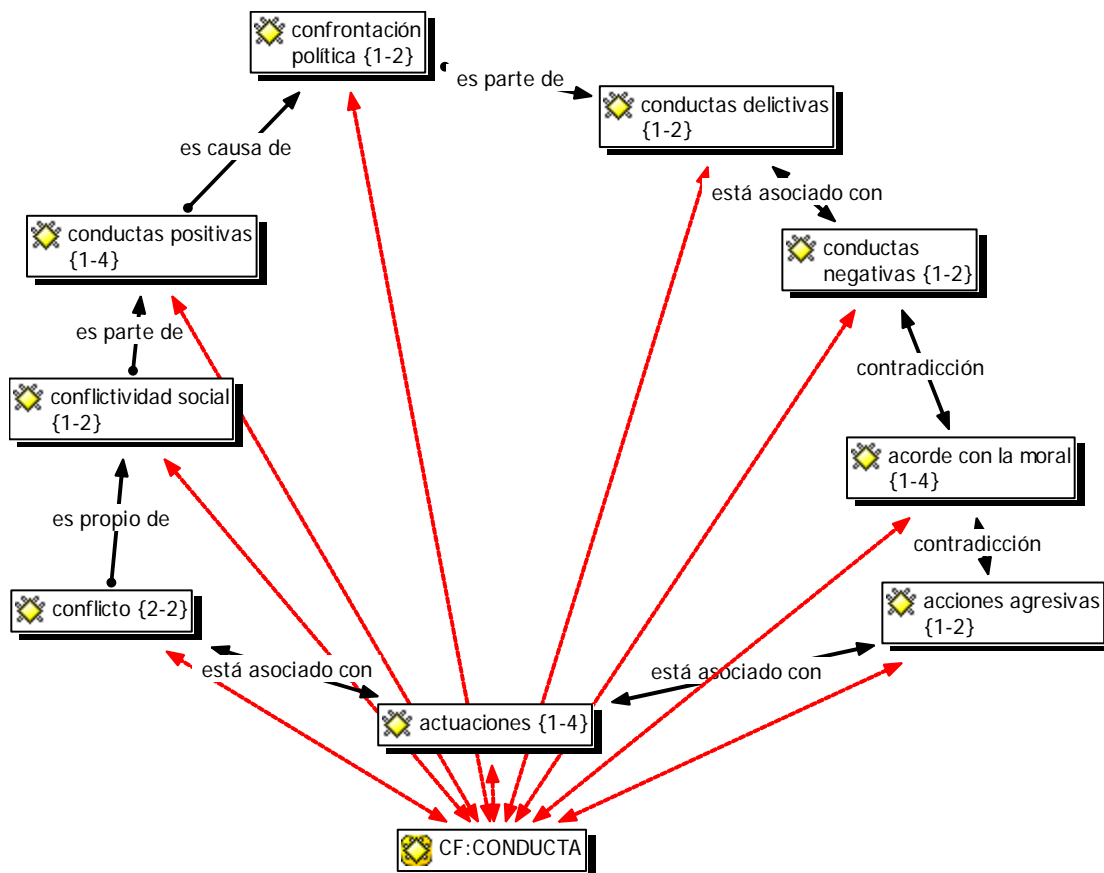 confrontación
política {1-2}
es parte de
conductas delictivas
{1-2}
es causa de
está asociado con
conductas positivas
{1-4}
conductas
negativas {1-2}
es parte de
contradicción
conflictividad social
{1-2}
acorde con la moral
{1-4}
es propio de
contradicción
conflicto {2-2}
acciones agresivas
{1-2}
está asociado con
está asociado con
actuaciones {1-4}
CF:CONDUCTA